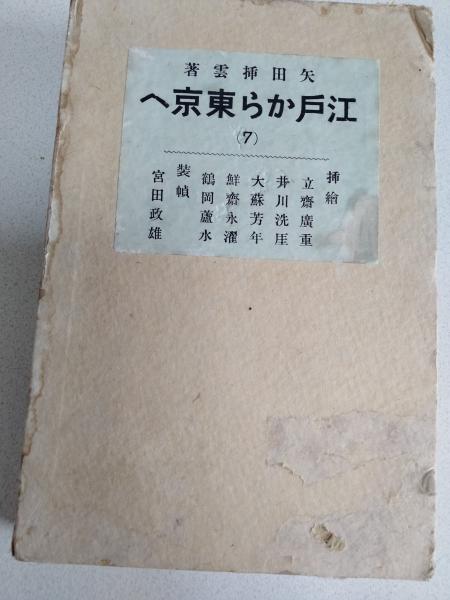 矢田挿雲著
江戸から東京へ
(7)
挿繪
立齋廣重
井川洗厓
大蘇芳年
鮮齋永濯
鶴岡蘆水
装幀
宮田政雄